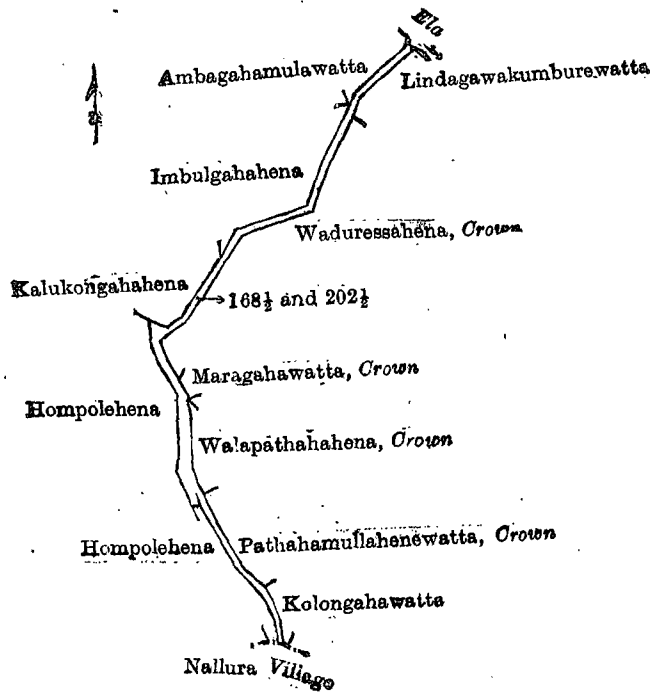 Ela
Ambagahamulawatta
Lindagawakumburewatta
Imbulgahahena
Waduressahena, Crown
Kalukongahahena
168½ and 202½
Maragahawatta, Crown
Hompolehena
Walapathahahena, Crown
Hompolehena
Pathahamullahenewatta, Crown
Kolongahawatta
Nallura Village